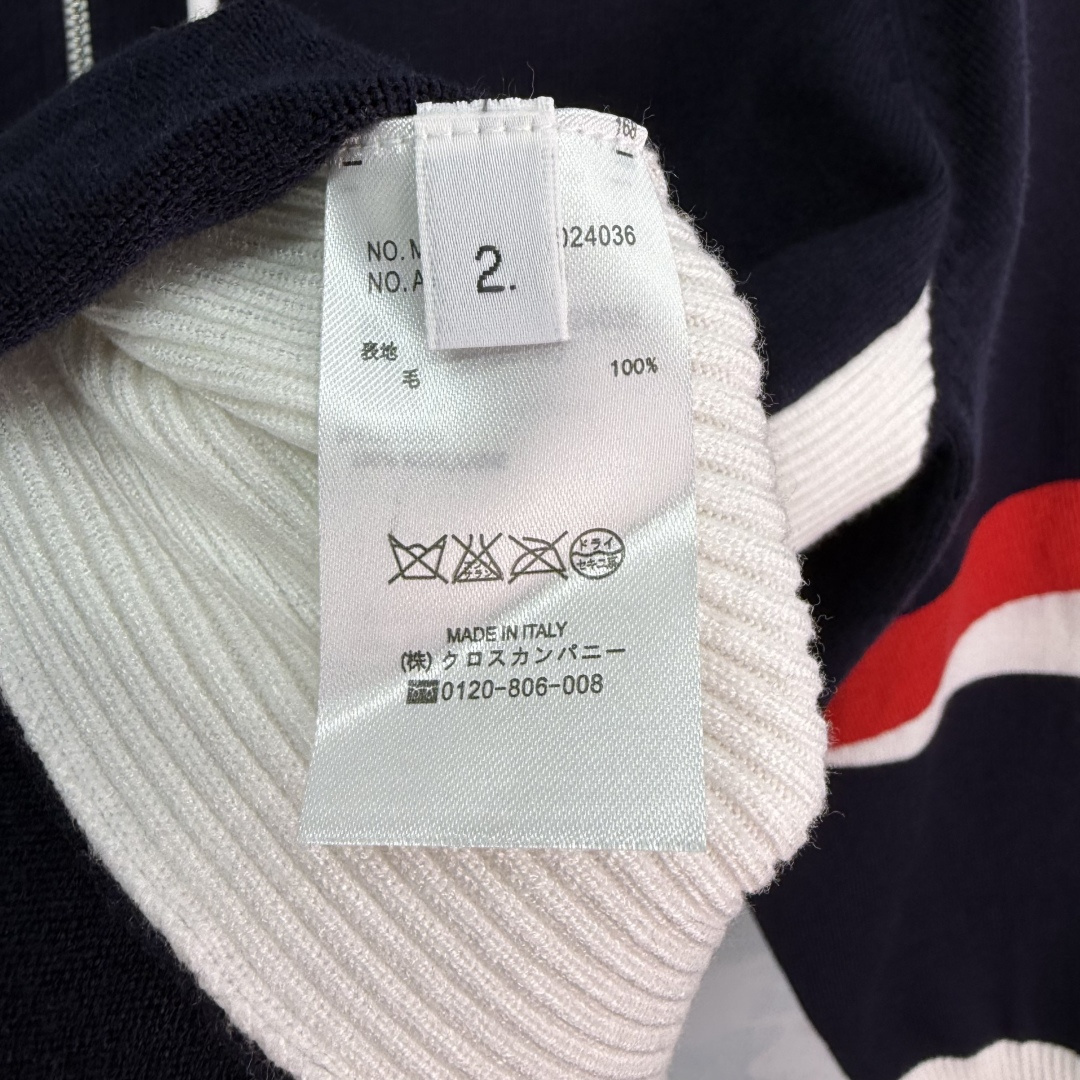 168
NO. M
024036
NO. A
2.
表地
毛 100%
ドライ
セキユ系
MADE IN ITALY
(株) クロスカンパニー
0120-806-008